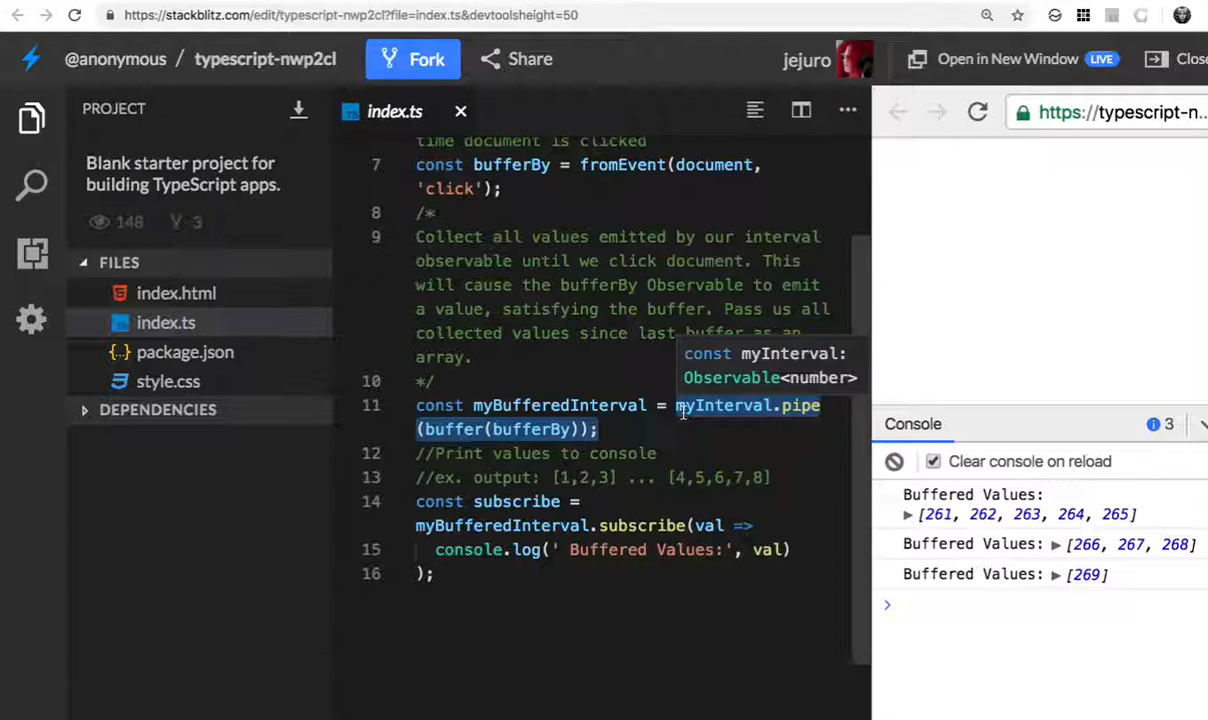 https://stackblitz.com/edit/typescript-nwp2cl?file=index.ts&devtoolsheight=50
@anonymous / typescript-nwp2cl Fork Share jejuro Open in New Window LIVE Clos
PROJECT
Blank starter project for
building TypeScript apps.
148 3
FILES
index.html
index.ts
package.json
style.css
DEPENDENCIES
index.ts
time document is clicked
7 const bufferBy = fromEvent(document,
'click');
8 /*
9 Collect all values emitted by our interval
observable until we click document. This
will cause the bufferBy Observable to emit
a value, satisfying the buffer. Pass us all
collected values since last buffer as an
array.
const myInterval:
Observable<number>
10 */
11 const myBufferedInterval = myInterval.pipe
(buffer(bufferBy));
12 //Print values to console
13 //ex. output: [1,2,3] ... [4,5,6,7,8]
14 const subscribe =
myBufferedInterval.subscribe(val =>
15 console.log(' Buffered Values:', val)
16 );
https://typescript-n...
Console 3
Clear console on reload
Buffered Values:
▶[261, 262, 263, 264, 265]
Buffered Values: ▶[266, 267, 268]
Buffered Values: ▶[269]
>